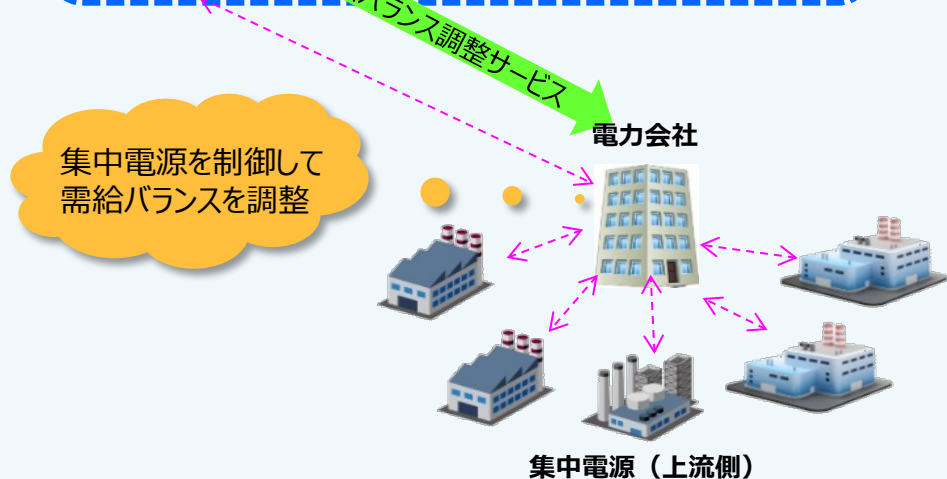 バランス調整サービス
電力会社
集中電源を制御して
需給バランスを調整
集中電源（上流側）